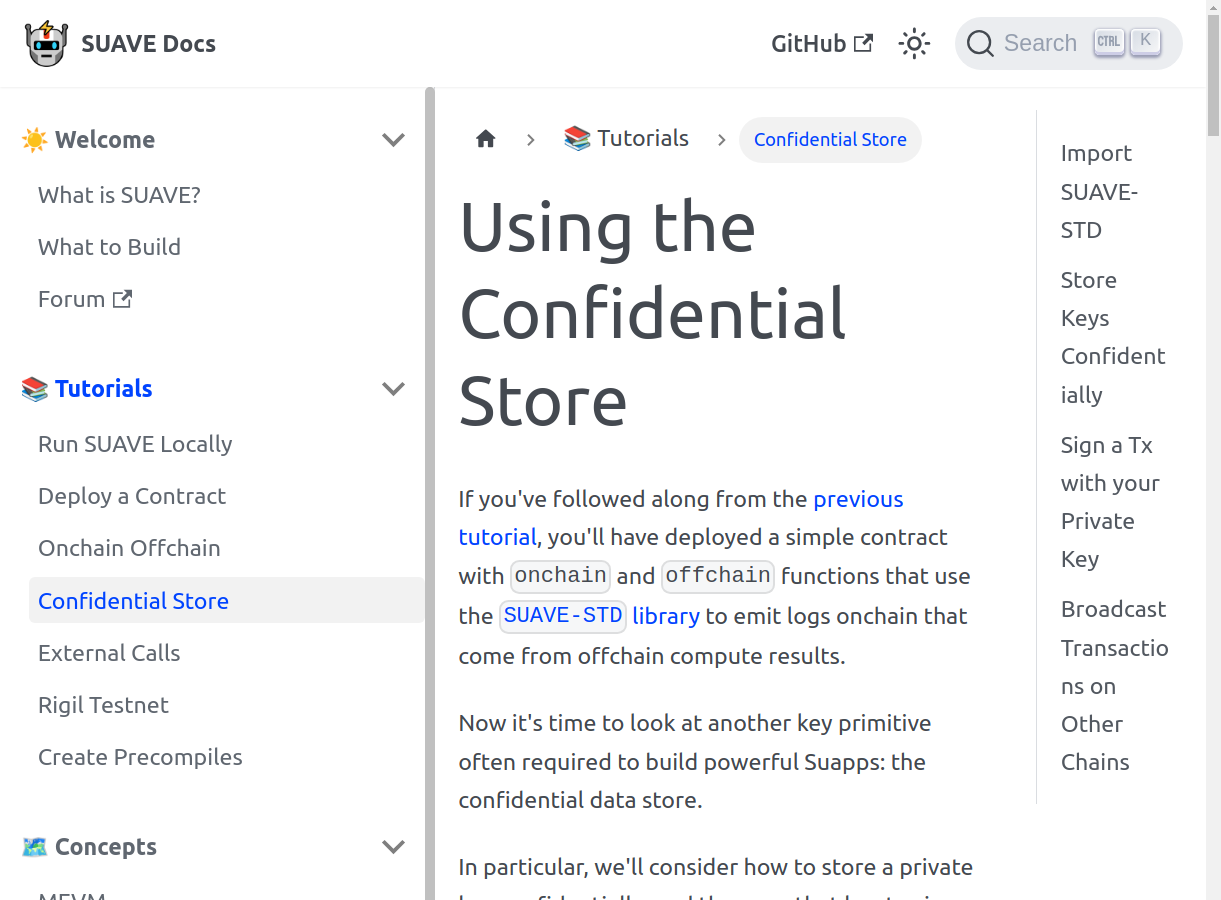 SUAVE Docs
GitHub
Search CTRL K
☀️ Welcome
What is SUAVE?
What to Build
Forum
📚 Tutorials
Run SUAVE Locally
Deploy a Contract
Onchain Offchain
Confidential Store
External Calls
Rigil Testnet
Create Precompiles
🗺️ Concepts
MEVM
📚 Tutorials
Confidential Store
Using the
Confidential
Store
If you've followed along from the previous
tutorial, you'll have deployed a simple contract
with onchain and offchain functions that use
the SUAVE-STD library to emit logs onchain that
come from offchain compute results.
Now it's time to look at another key primitive
often required to build powerful Suapps: the
confidential data store.
In particular, we'll consider how to store a private
Import
SUAVE-
STD
Store
Keys
Confident
ially
Sign a Tx
with your
Private
Key
Broadcast
Transactio
ns on
Other
Chains